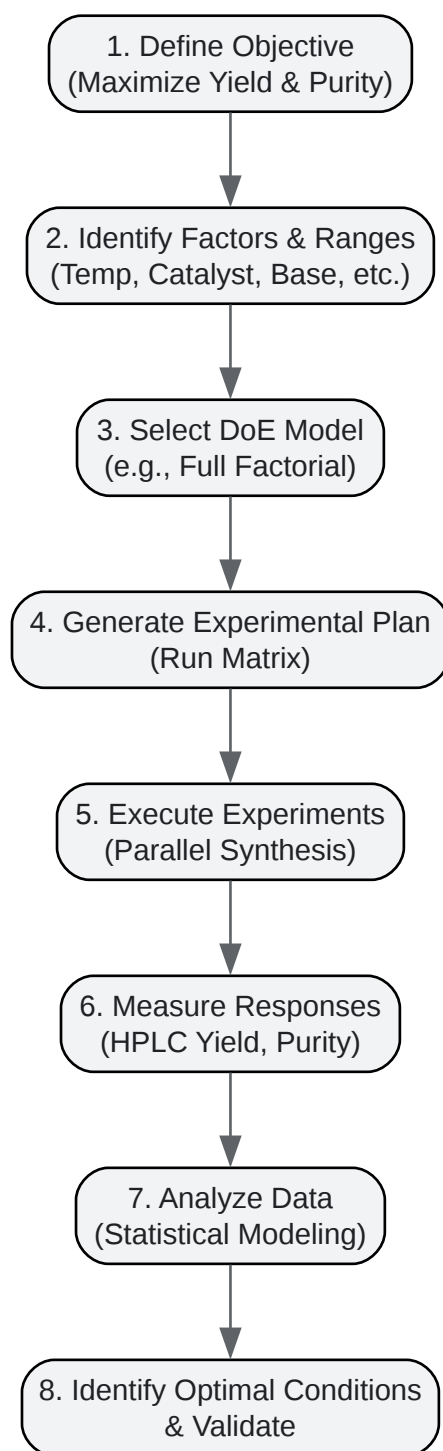 1. Define Objective
(Maximize Yield & Purity)
2. Identify Factors & Ranges
(Temp, Catalyst, Base, etc.)
3. Select DoE Model
(e.g., Full Factorial)
4. Generate Experimental Plan
(Run Matrix)
5. Execute Experiments
(Parallel Synthesis)
6. Measure Responses
(HPLC Yield, Purity)
7. Analyze Data
(Statistical Modeling)
8. Identify Optimal Conditions
& Validate